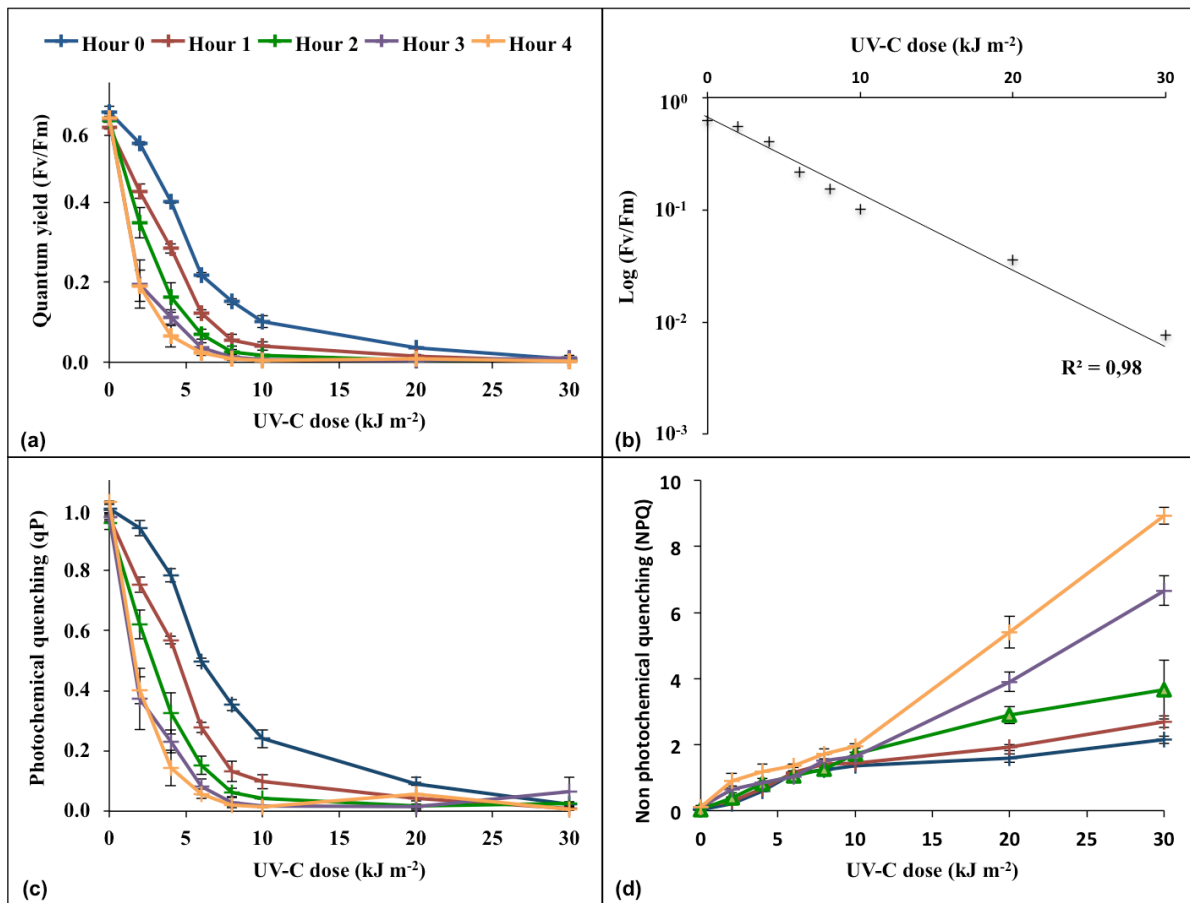 Hour 0 Hour 1 Hour 2 Hour 3 Hour 4
Quantum yield (Fv/Fm)
0.6
0.4
0.2
0.0
0 5 10 15 20 25 30
UV-C dose (kJ m⁻²)
(a)
UV-C dose (kJ m⁻²)
0 10 20 30
Log (Fv/Fm)
10⁰
10⁻¹
10⁻²
10⁻³
R² = 0,98
(b)
Photochemical quenching (qP)
1.0
0.8
0.6
0.4
0.2
0.0
0 5 10 15 20 25 30
UV-C dose (kJ m⁻²)
(c)
Non photochemical quenching (NPQ)
10
8
6
4
2
0
0 5 10 15 20 25 30
UV-C dose (kJ m⁻²)
(d)